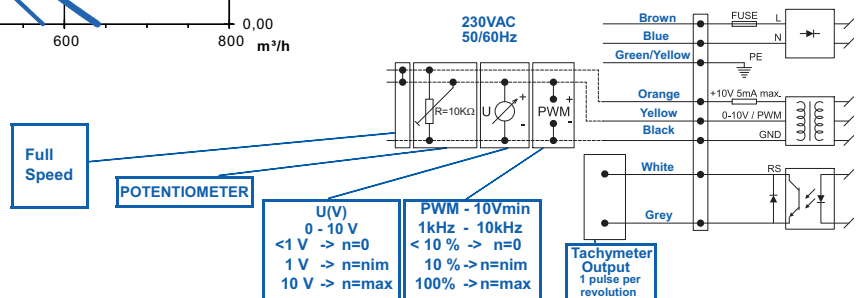 0,00
600
800
m³/h
230VAC
50/60Hz
Brown
FUSE
L
Blue
N
Green/Yellow
PE
Orange
+10V 5mA max.
Yellow
0-10V / PWM
Black
GND
R=10KΩ
U
+
-
PWM
+
-
White
RS
Grey
Full
Speed
POTENTIOMETER
U(V)
0 - 10 V
<1 V -> n=0
1 V -> n=nim
10 V -> n=max
PWM - 10Vmin
1kHz - 10kHz
< 10 % -> n=0
10 % -> n=nim
100% -> n=max
Tachymeter
Output
1 pulse per
revolution